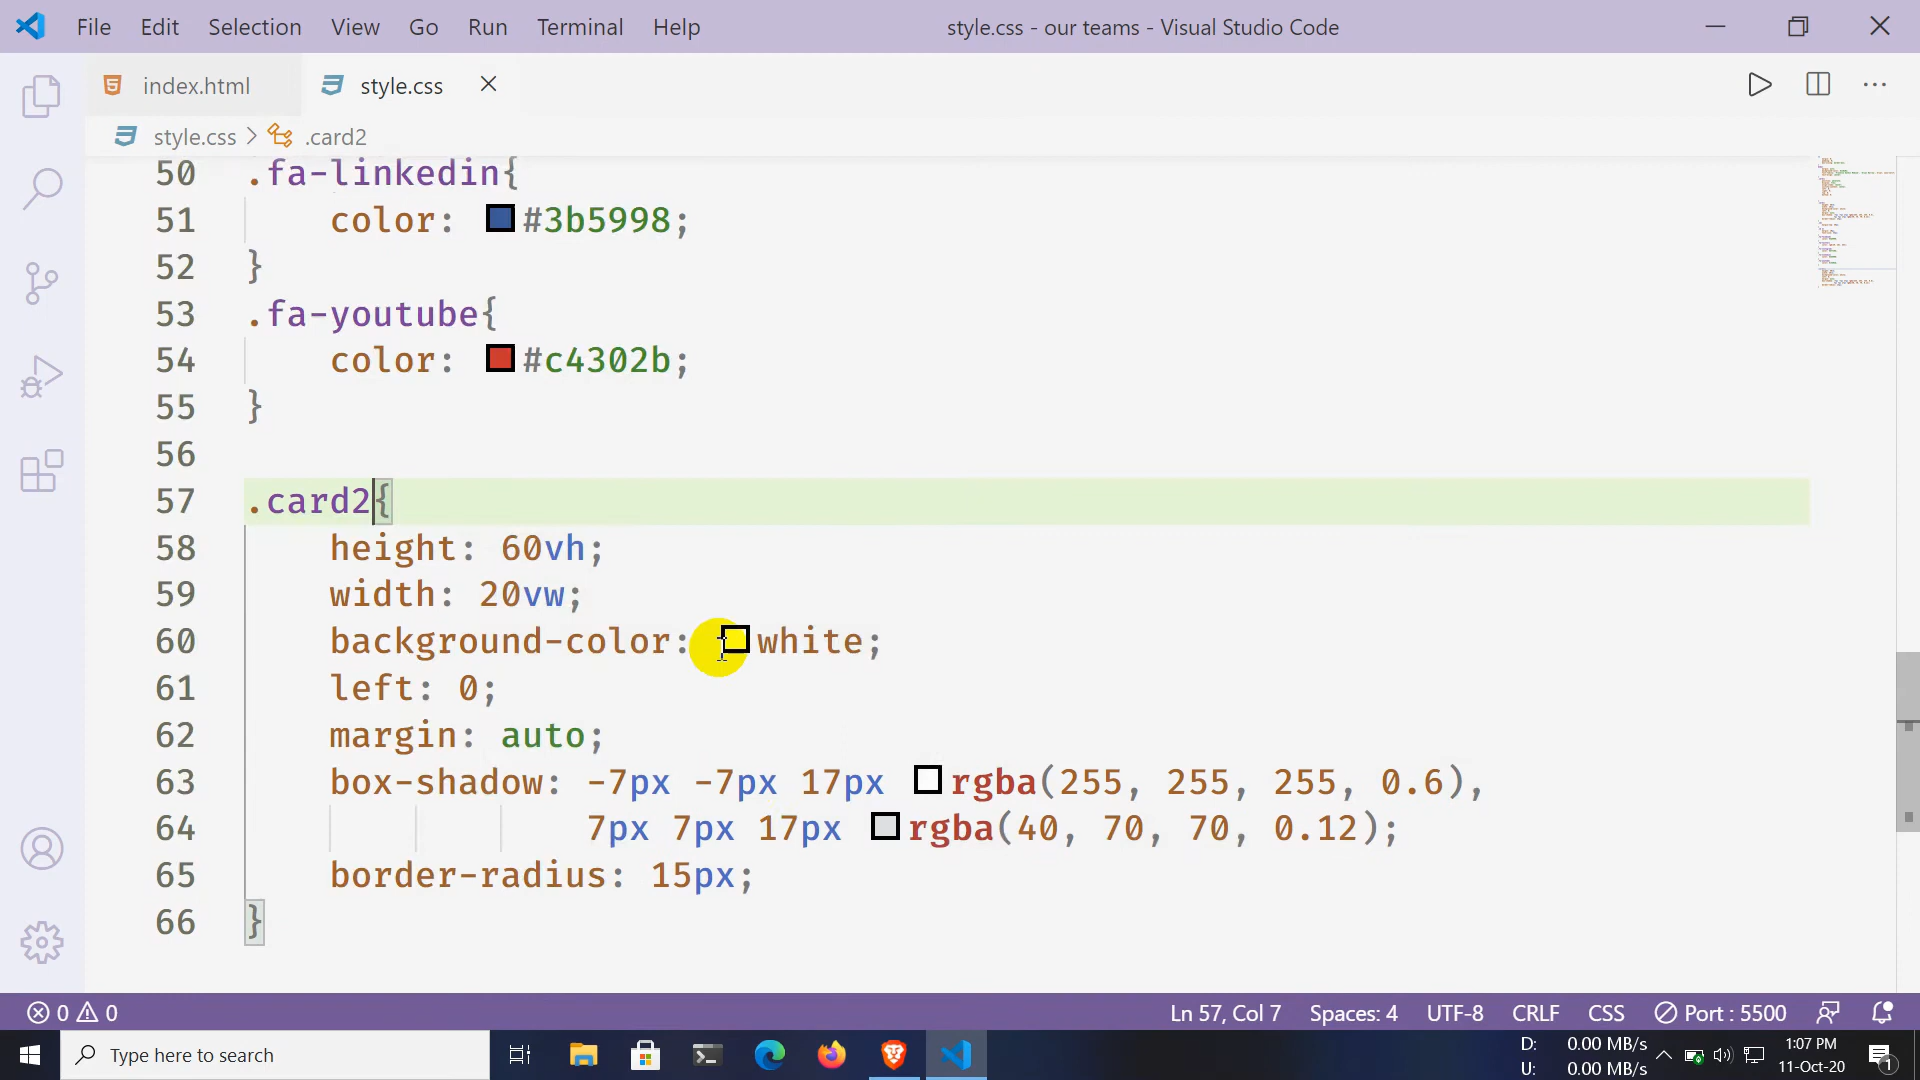 File Edit Selection View Go Run Terminal Help style.css - our teams - Visual Studio Code
index.html style.css
style.css > .card2
50 .fa-linkedin{
51 color: #3b5998;
52 }
53 .fa-youtube{
54 color: #c4302b;
55 }
56
57 .card2{
58 height: 60vh;
59 width: 20vw;
60 background-color: white;
61 left: 0;
62 margin: auto;
63 box-shadow: -7px -7px 17px rgba(255, 255, 255, 0.6),
64 7px 7px 17px rgba(40, 70, 70, 0.12);
65 border-radius: 15px;
66 }
0 0 Ln 57, Col 7 Spaces: 4 UTF-8 CRLF CSS Port : 5500
Type here to search
D: 0.00 MB/s
U: 0.00 MB/s
1:07 PM
11-Oct-20
1